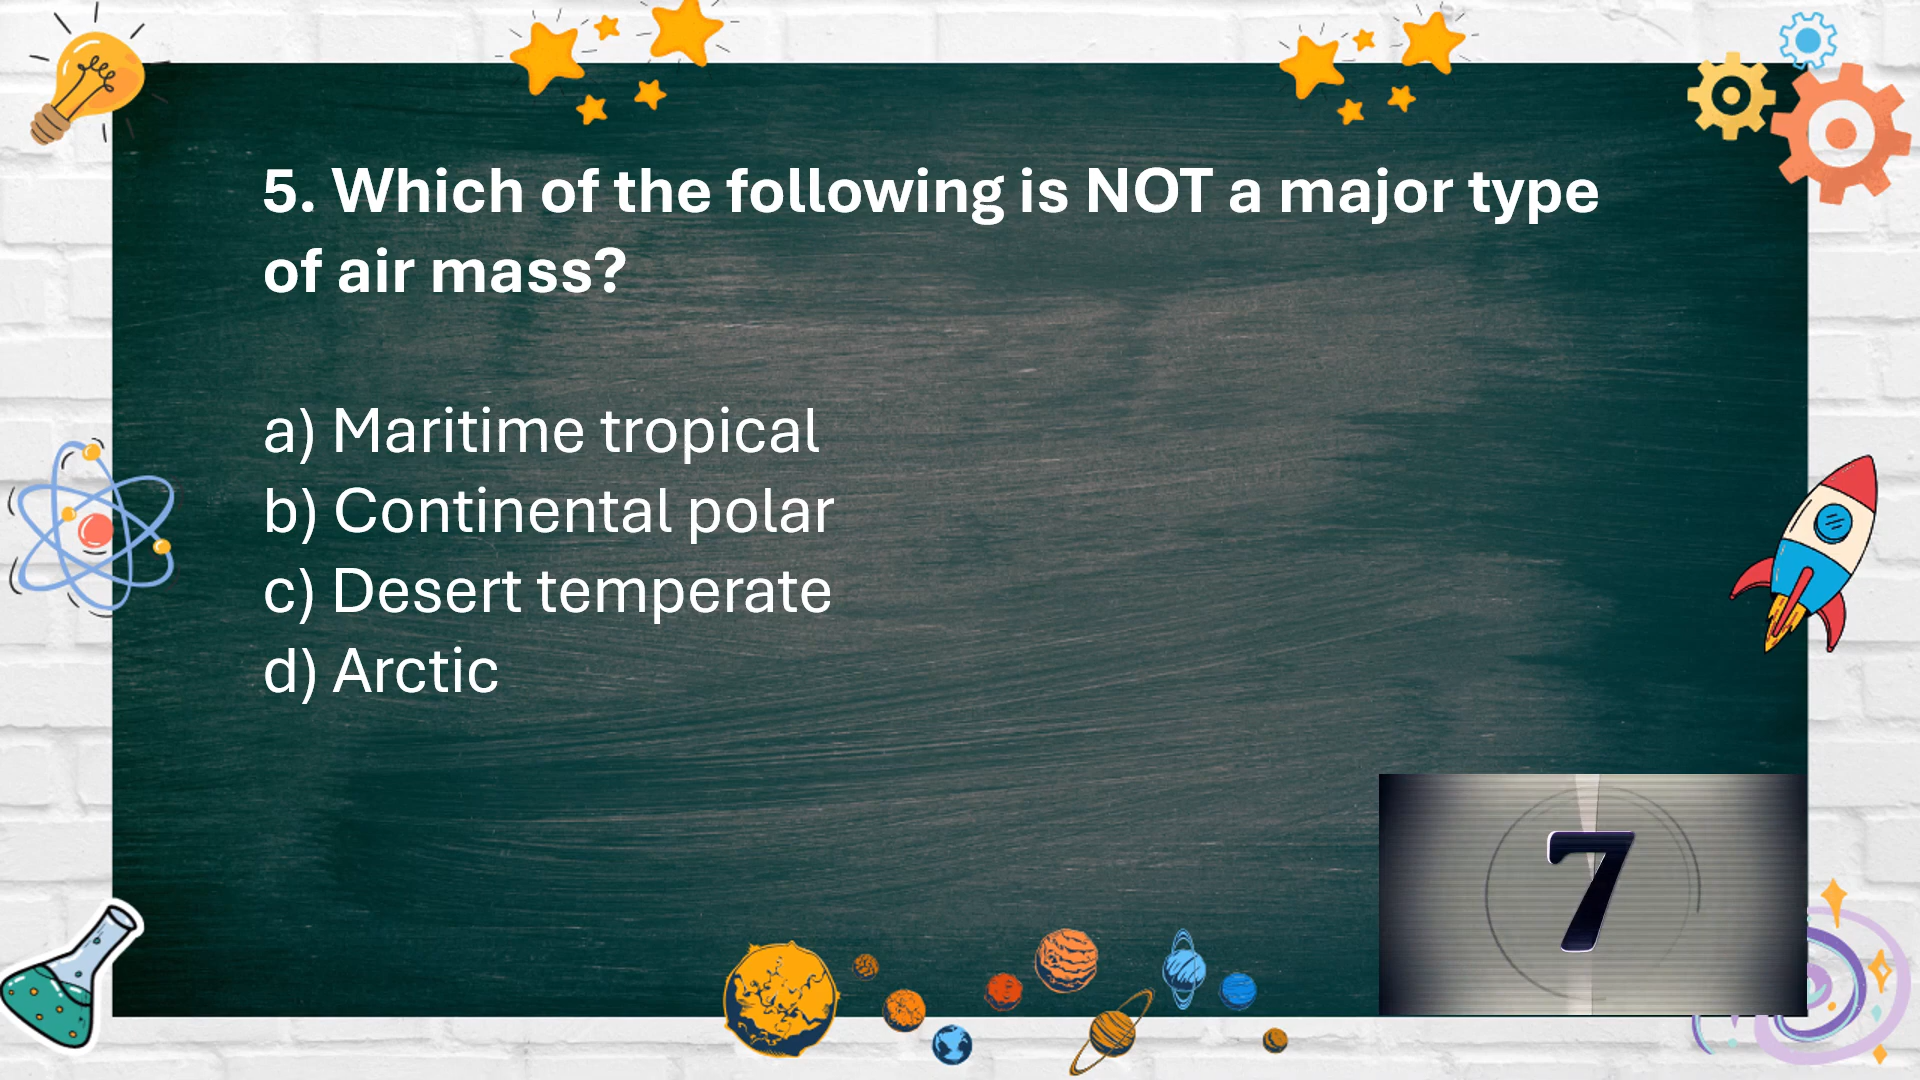 5. Which of the following is NOT a major type
of air mass?
a) Maritime tropical
b) Continental polar
c) Desert temperate
d) Arctic
7